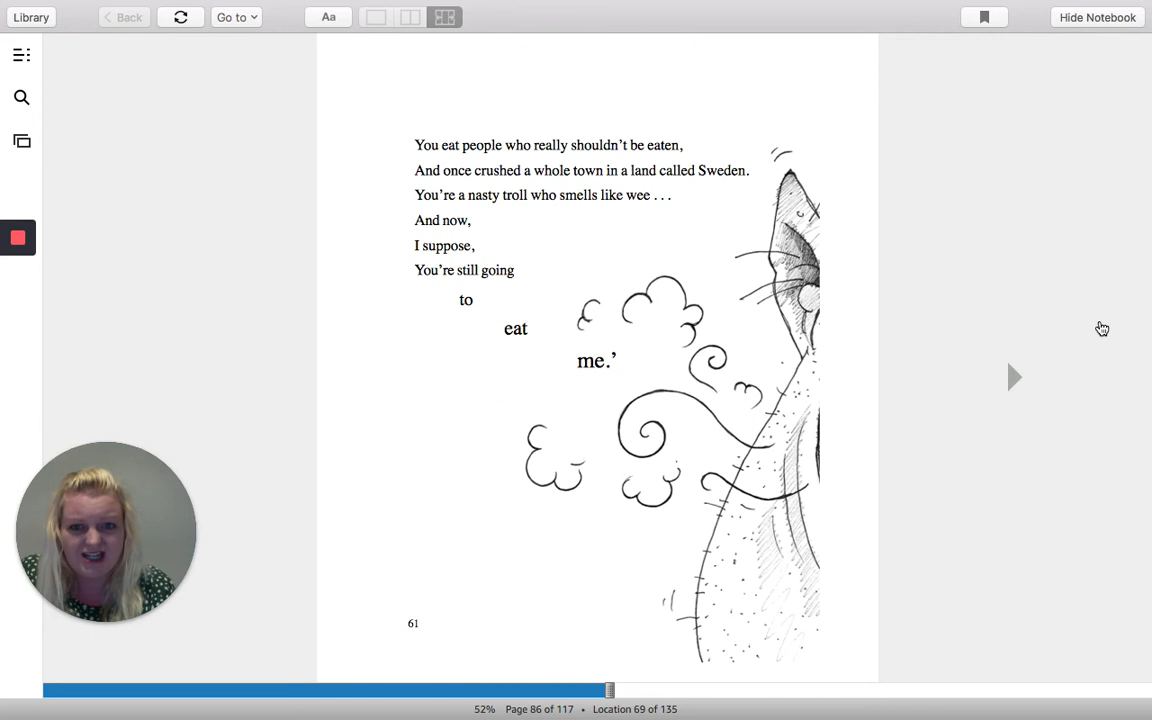 Library
Back
Go to
Aa
Hide Notebook
You eat people who really shouldn’t be eaten,
And once crushed a whole town in a land called Sweden.
You’re a nasty troll who smells like wee . . .
And now,
I suppose,
You’re still going
to
eat
me.’
61
52% Page 86 of 117 • Location 69 of 135